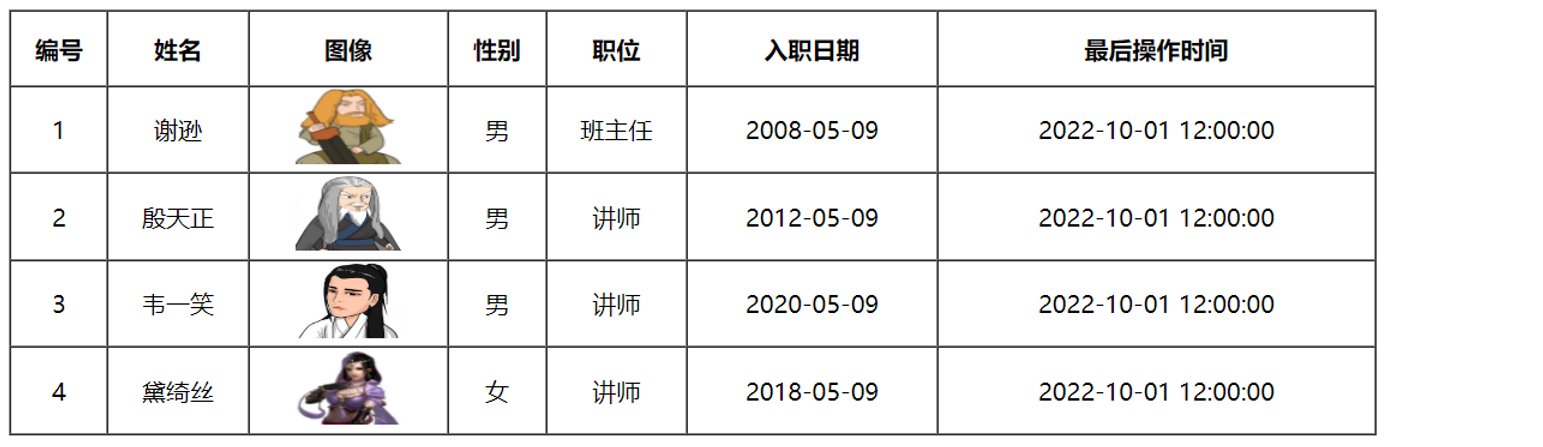 编号 姓名 图像 性别 职位 入职日期 最后操作时间
1 谢逊 男 班主任 2008-05-09 2022-10-01 12:00:00
2 殷天正 男 讲师 2012-05-09 2022-10-01 12:00:00
3 韦一笑 男 讲师 2020-05-09 2022-10-01 12:00:00
4 黛绮丝 女 讲师 2018-05-09 2022-10-01 12:00:00